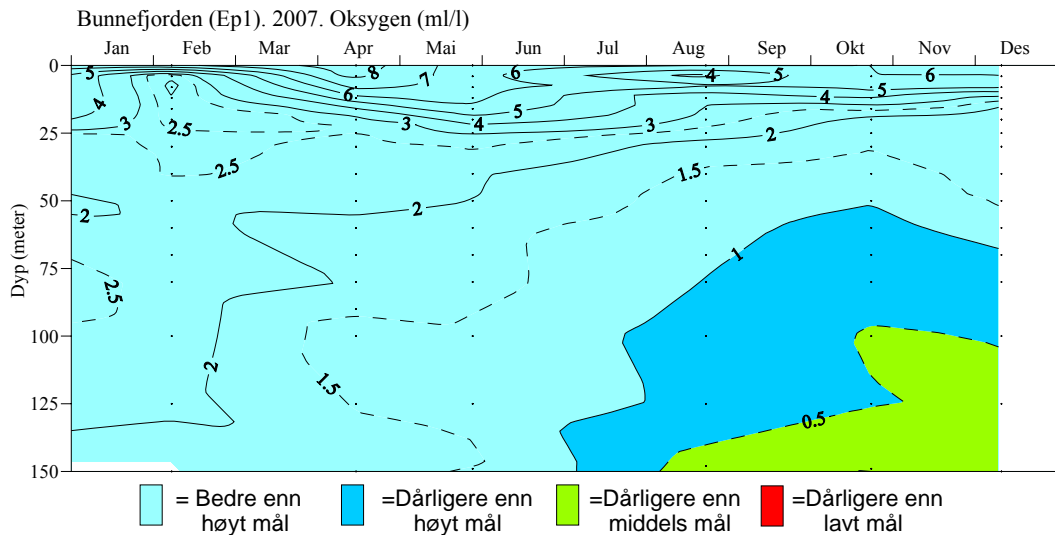 Bunnefjorden (Ep1). 2007. Oksygen (ml/l)
Jan Feb Mar Apr Mai Jun Jul Aug Sep Okt Nov Des
0
25
50
75
100
125
150
Dyp (meter)
5 8 7 6 4 5 6
4 6 5 4 5
3 2.5 3 4 3 2
2.5 1.5
2 2
1
2.5
2 1.5
0.5
= Bedre enn høyt mål
=Dårligere enn høyt mål
=Dårligere enn middels mål
=Dårligere enn lavt mål